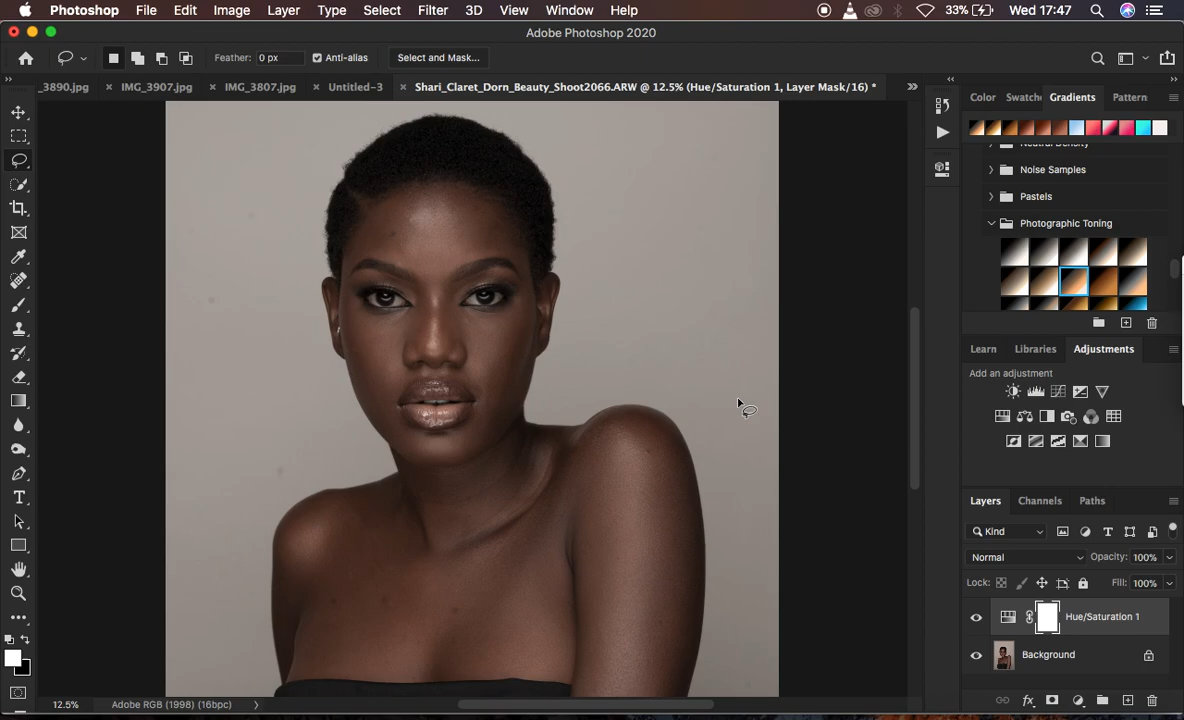 Photoshop File Edit Image Layer Type Select Filter 3D View Window Help 33% Wed 17:47
Adobe Photoshop 2020
Feather: 0 px Anti-alias Select and Mask...
_3890.jpg × IMG_3907.jpg × IMG_3807.jpg × Untitled-3 × Shari_Claret_Dorn_Beauty_Shoot2066.ARW @ 12.5% (Hue/Saturation 1, Layer Mask/16) *
Color Swatch Gradients Pattern
Neutral Density
Noise Samples
Pastels
Photographic Toning
Learn Libraries Adjustments
Add an adjustment
Layers Channels Paths
Kind
Normal Opacity: 100%
Lock: Fill: 100%
Hue/Saturation 1
Background
12.5% Adobe RGB (1998) (16bpc)